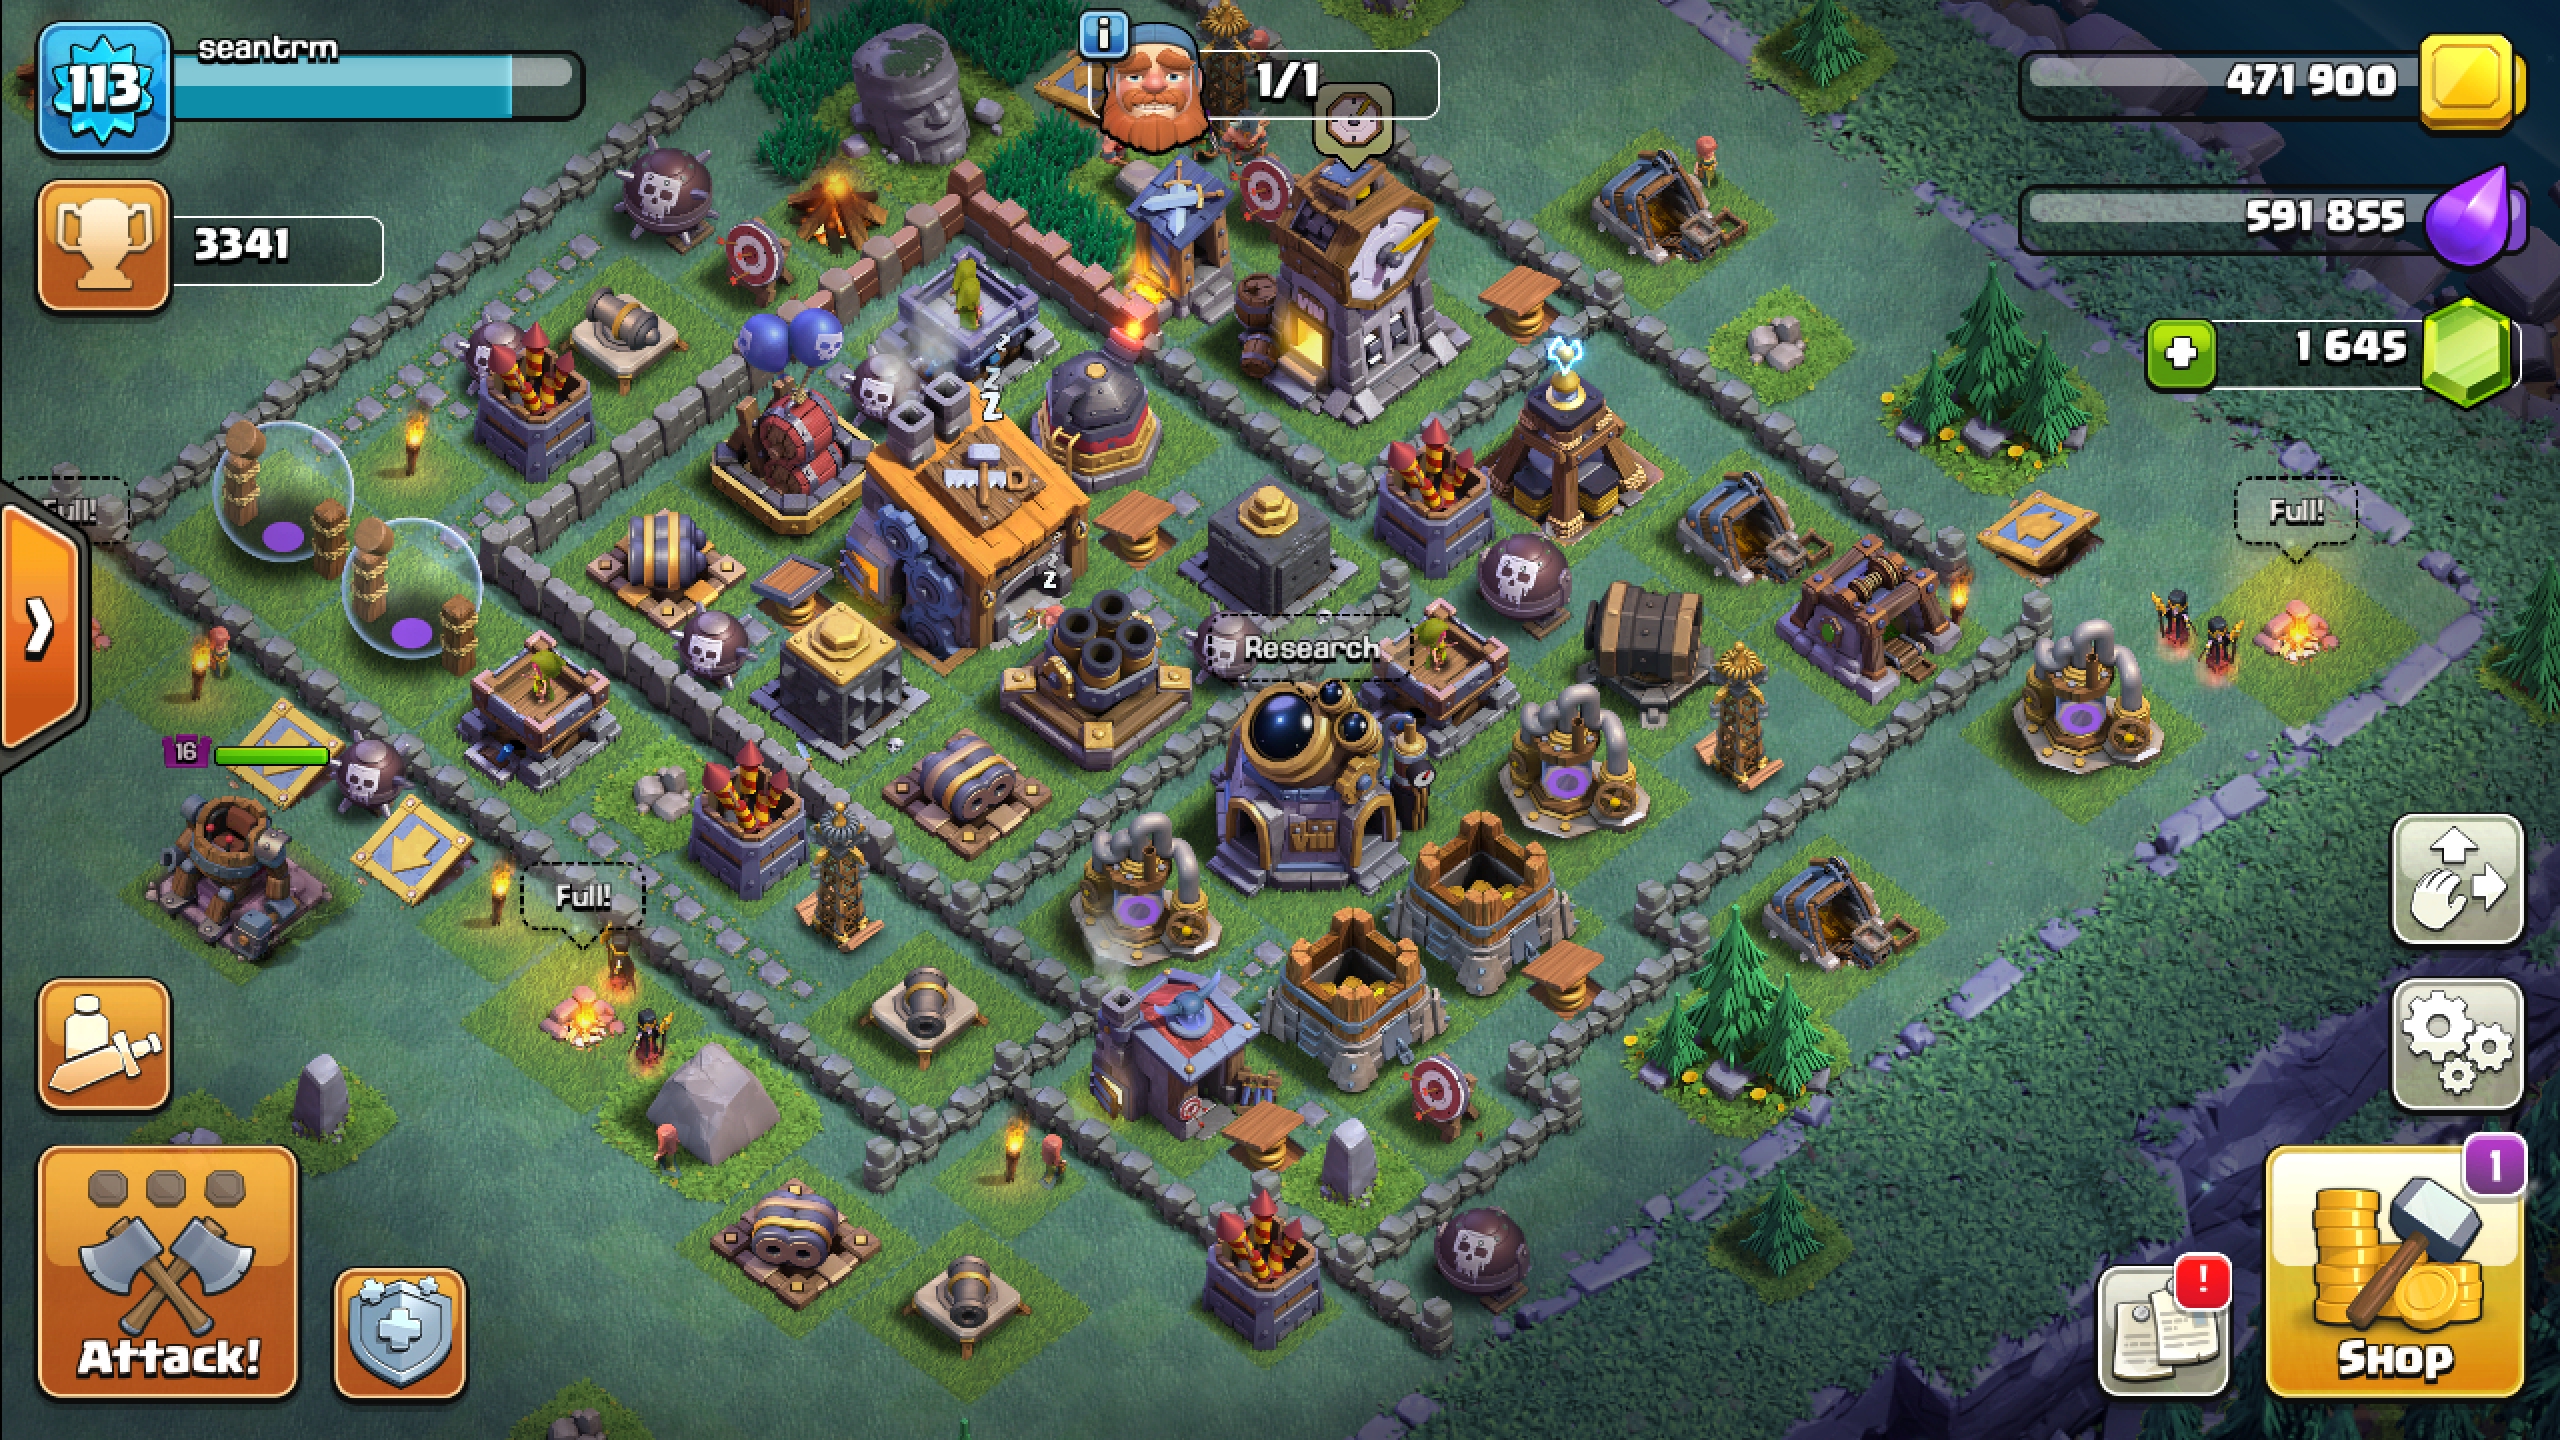 113
seantrm
i
1/1
471 900
3341
591 855
1 645
Full!
Full!
z
z
z
z
Research
16
VIII
Full!
Attack!
1
!
Shop